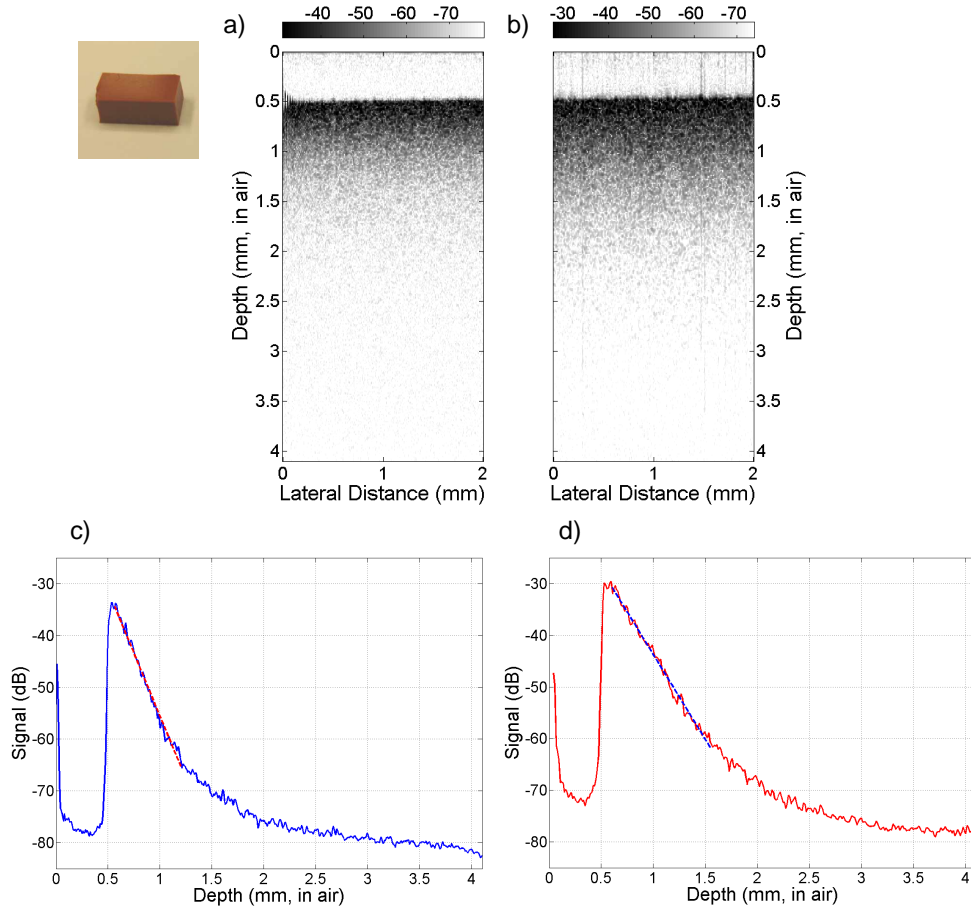 a)
-40 -50 -60 -70
b)
-30 -40 -50 -60 -70
0
0.5
1
1.5
2
2.5
3
3.5
4
Depth (mm, in air)
0 1 2
Lateral Distance (mm)
0
0.5
1
1.5
2
2.5
3
3.5
4
Depth (mm, in air)
0 1 2
Lateral Distance (mm)
c)
-30
-40
-50
-60
-70
-80
Signal (dB)
0 0.5 1 1.5 2 2.5 3 3.5 4
Depth (mm, in air)
d)
-30
-40
-50
-60
-70
-80
Signal (dB)
0 0.5 1 1.5 2 2.5 3 3.5 4
Depth (mm, in air)